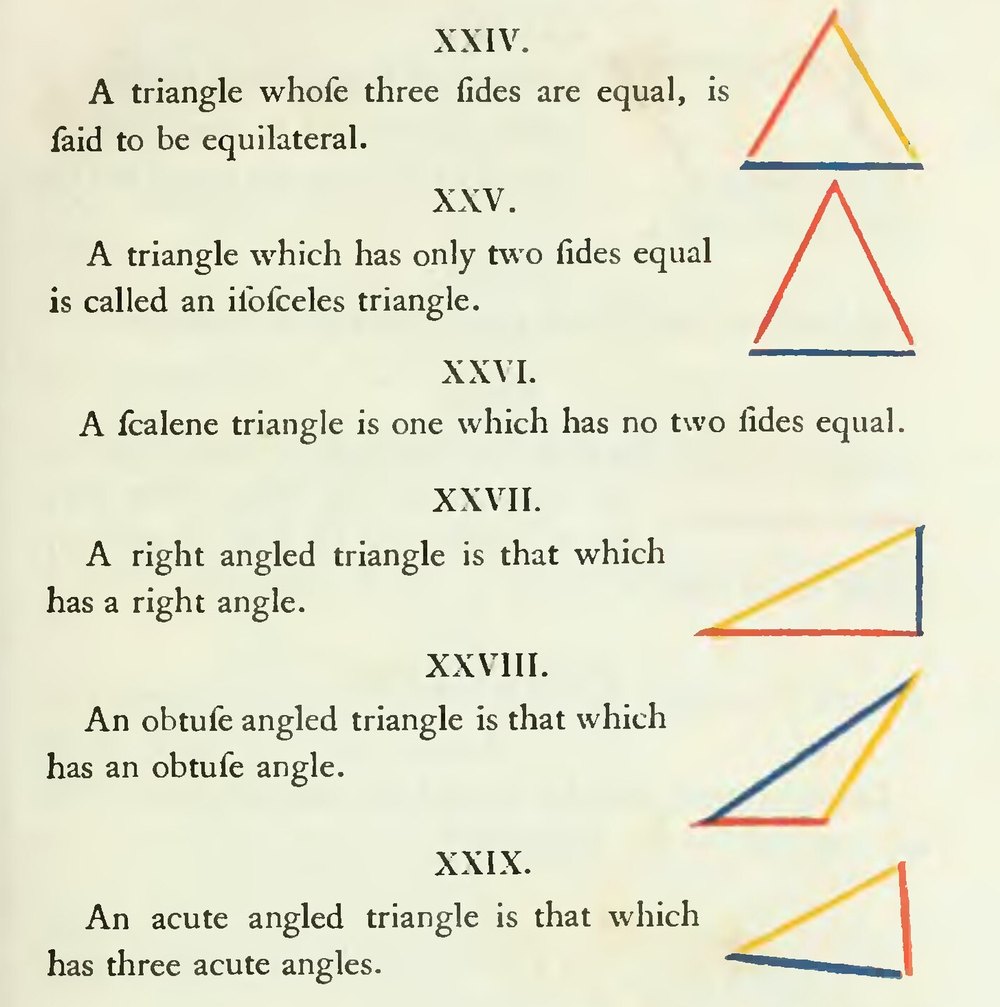 XXIV.
A triangle whoſe three ſides are equal, is
ſaid to be equilateral.
XXV.
A triangle which has only two ſides equal
is called an iſoſceles triangle.
XXVI.
A ſcalene triangle is one which has no two ſides equal.
XXVII.
A right angled triangle is that which
has a right angle.
XXVIII.
An obtuſe angled triangle is that which
has an obtuſe angle.
XXIX.
An acute angled triangle is that which
has three acute angles.